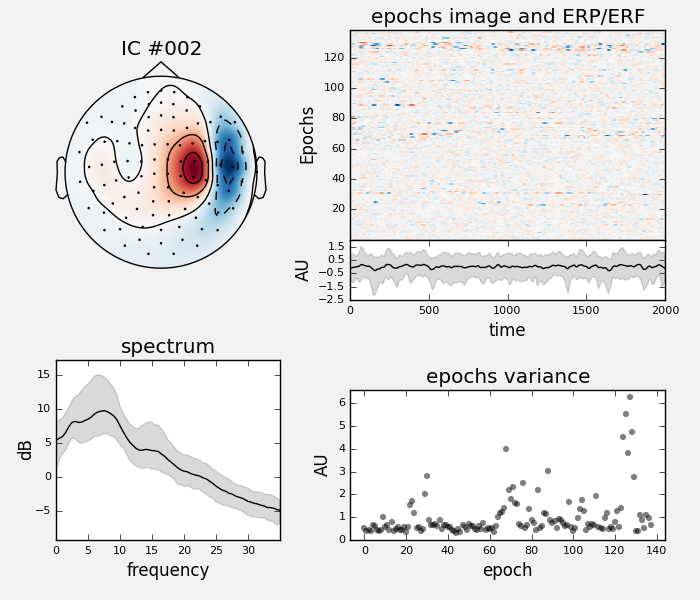 IC #002
epochs image and ERP/ERF
Epochs
120
100
80
60
40
20
AU
1.5
0.5
−0.5
−1.5
−2.5
0 500 1000 1500 2000
time
spectrum
dB
15
10
5
0
−5
0 5 10 15 20 25 30
frequency
epochs variance
AU
6
5
4
3
2
1
0
0 20 40 60 80 100 120 140
epoch